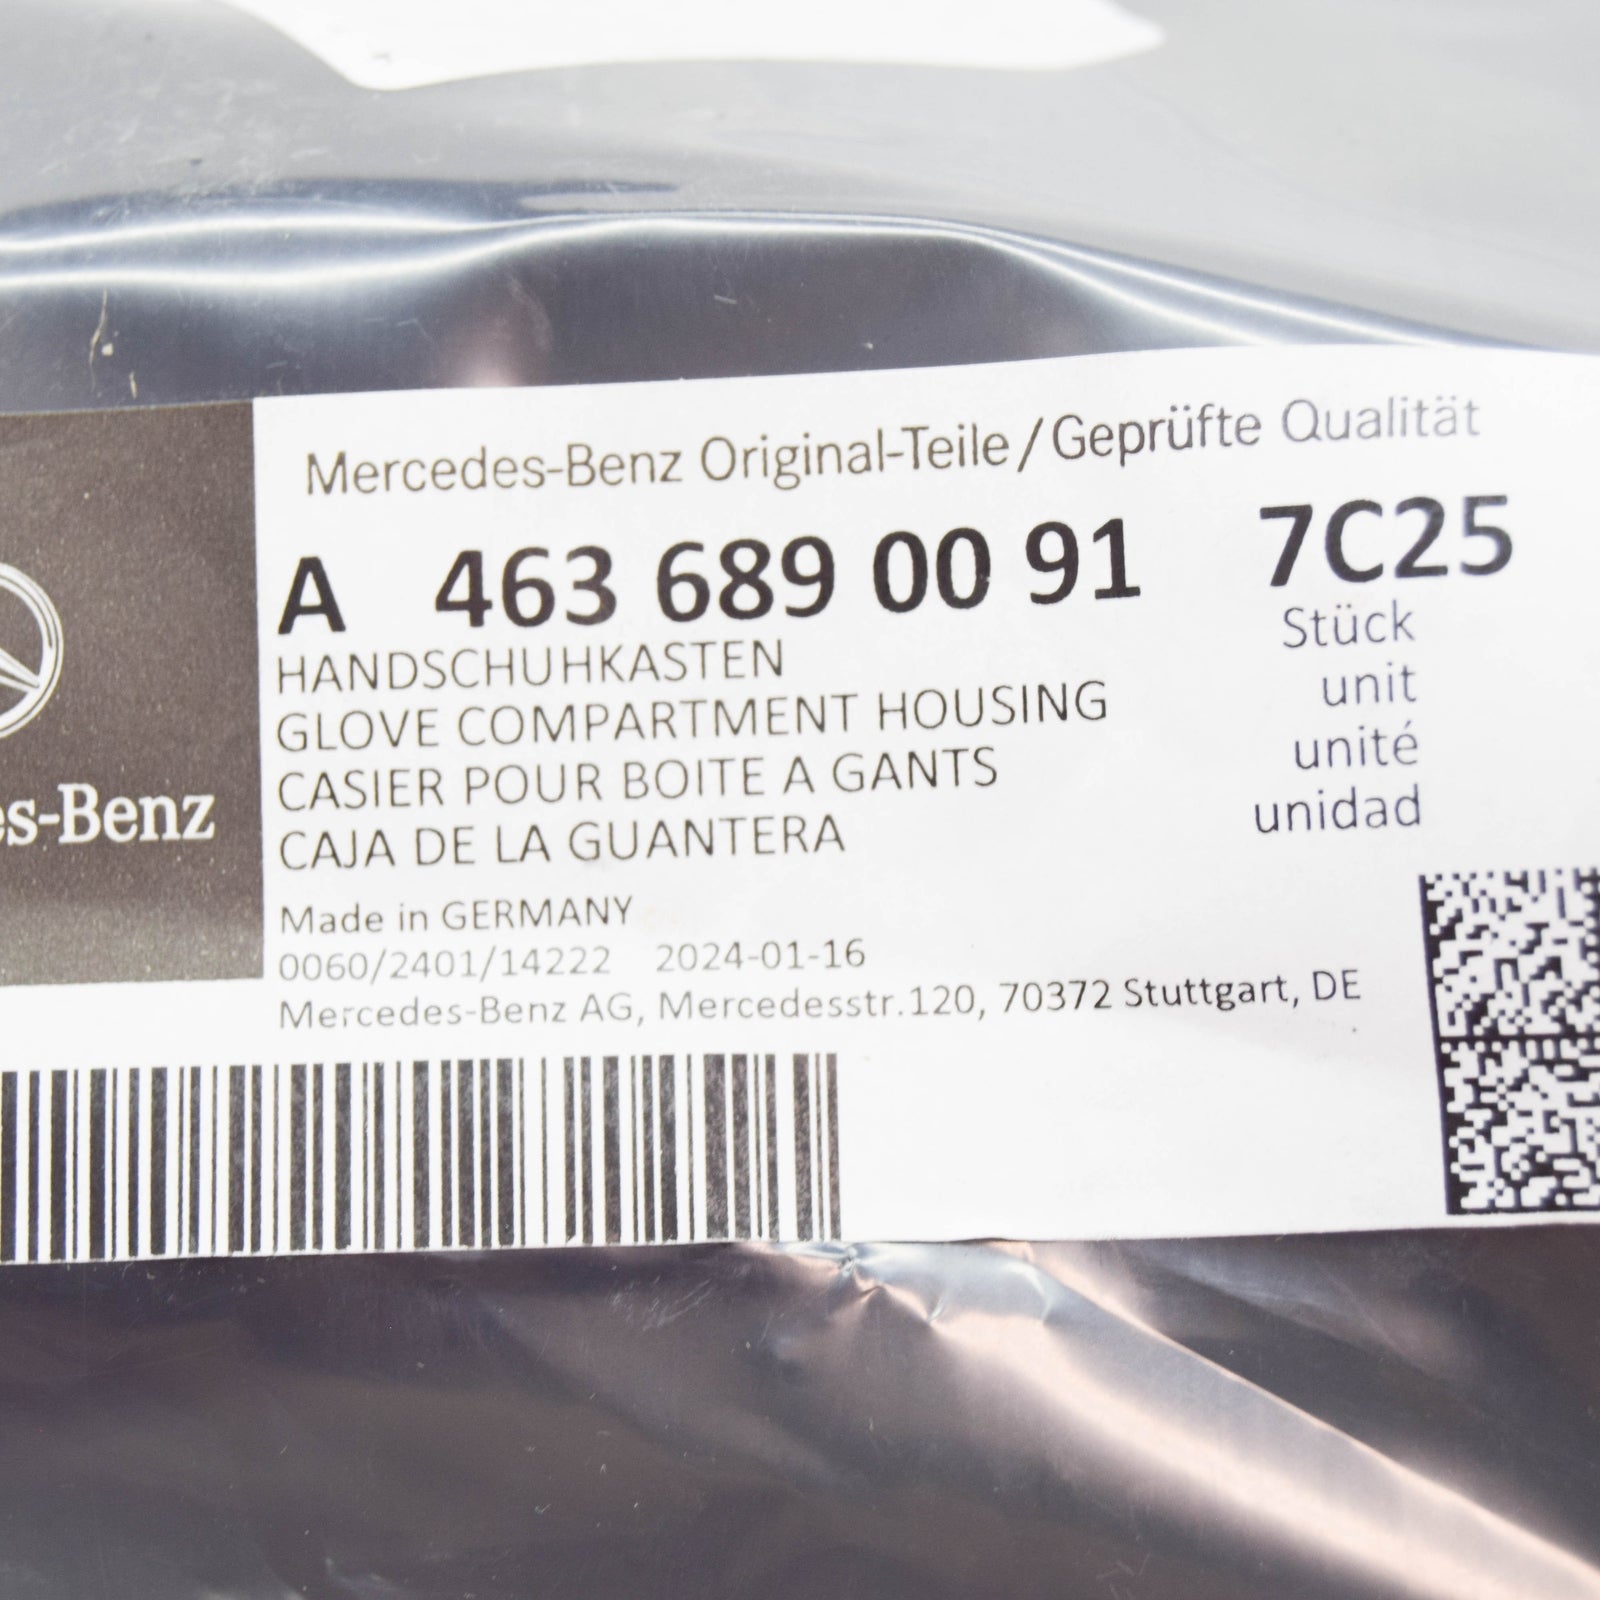 Mercedes-Benz Original-Teile/Geprüfte Qualität
A 463 689 00 91 7C25
HANDSCHUHKASTEN
GLOVE COMPARTMENT HOUSING
CASIER POUR BOITE A GANTS
CAJA DE LA GUANTERA
Stück
unit
unité
unidad
es-Benz
Made in GERMANY
0060/2401/14222 2024-01-16
Mercedes-Benz AG, Mercedesstr.120, 70372 Stuttgart, DE